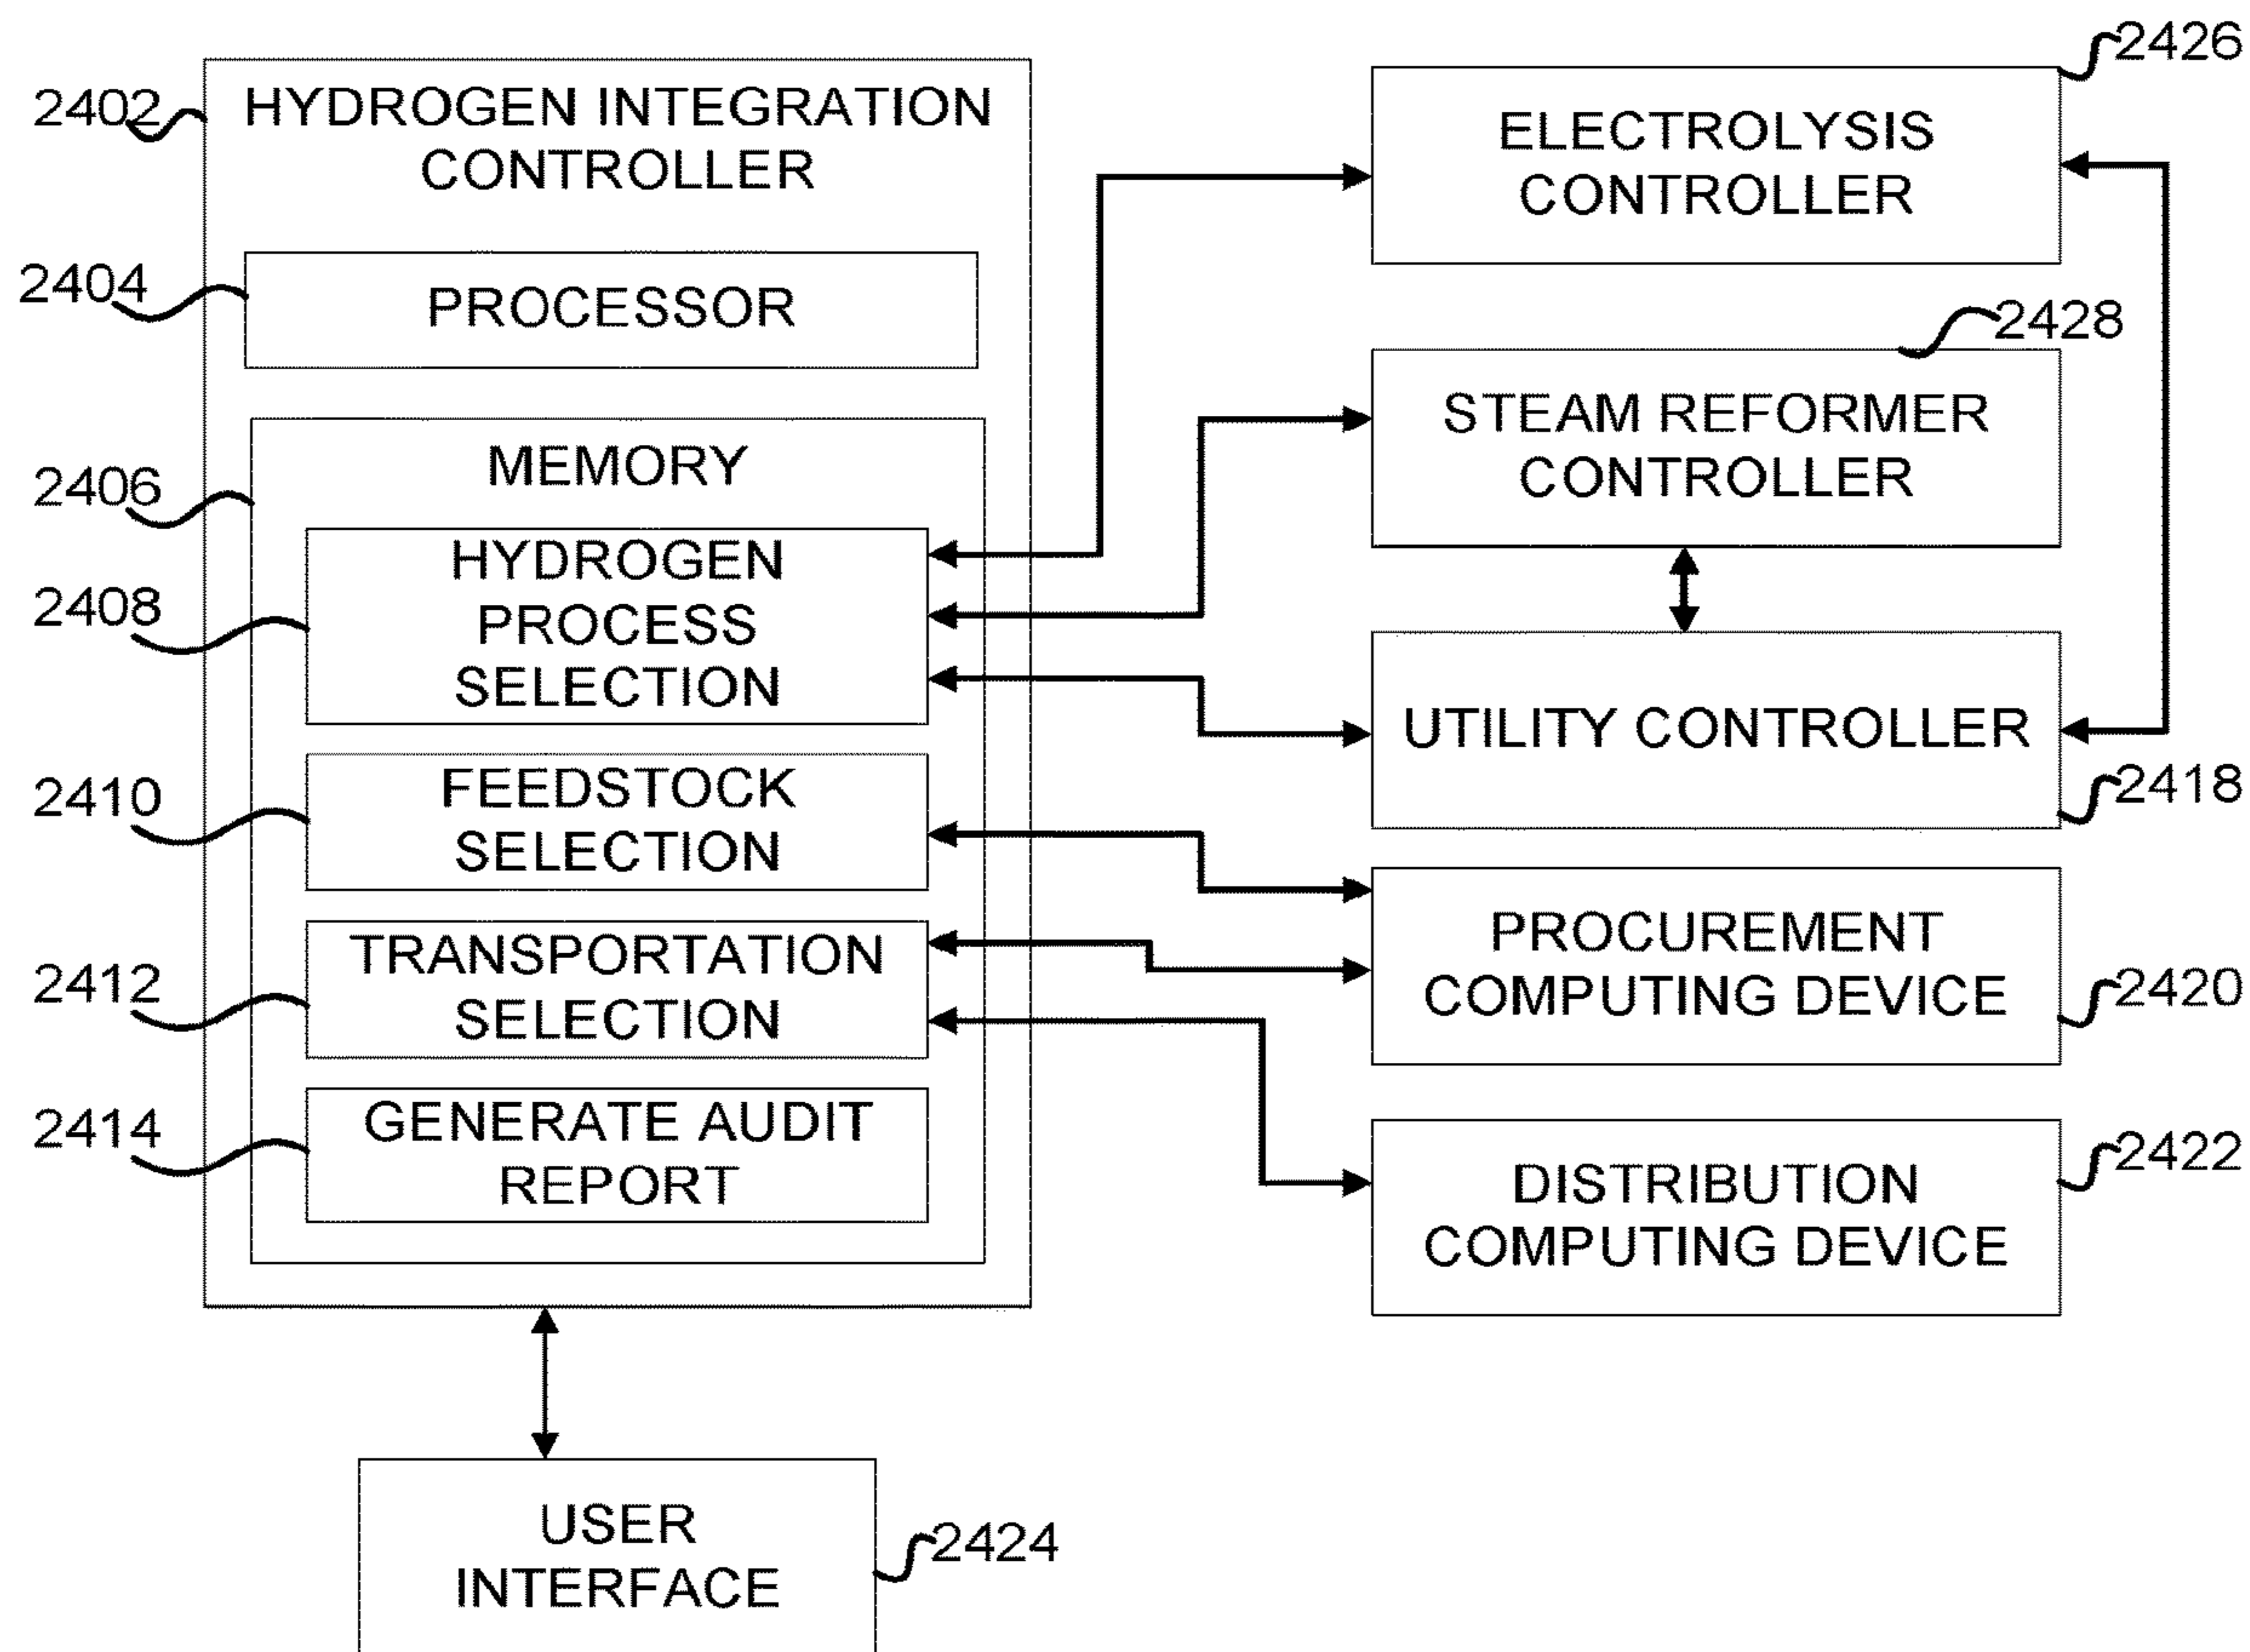 2402
HYDROGEN INTEGRATION
CONTROLLER
2404
PROCESSOR
2406
MEMORY
2408
HYDROGEN
PROCESS
SELECTION
2410
FEEDSTOCK
SELECTION
2412
TRANSPORTATION
SELECTION
2414
GENERATE AUDIT
REPORT
USER
INTERFACE
2424
2426
ELECTROLYSIS
CONTROLLER
2428
STEAM REFORMER
CONTROLLER
UTILITY CONTROLLER
2418
PROCUREMENT
COMPUTING DEVICE
2420
DISTRIBUTION
COMPUTING DEVICE
2422